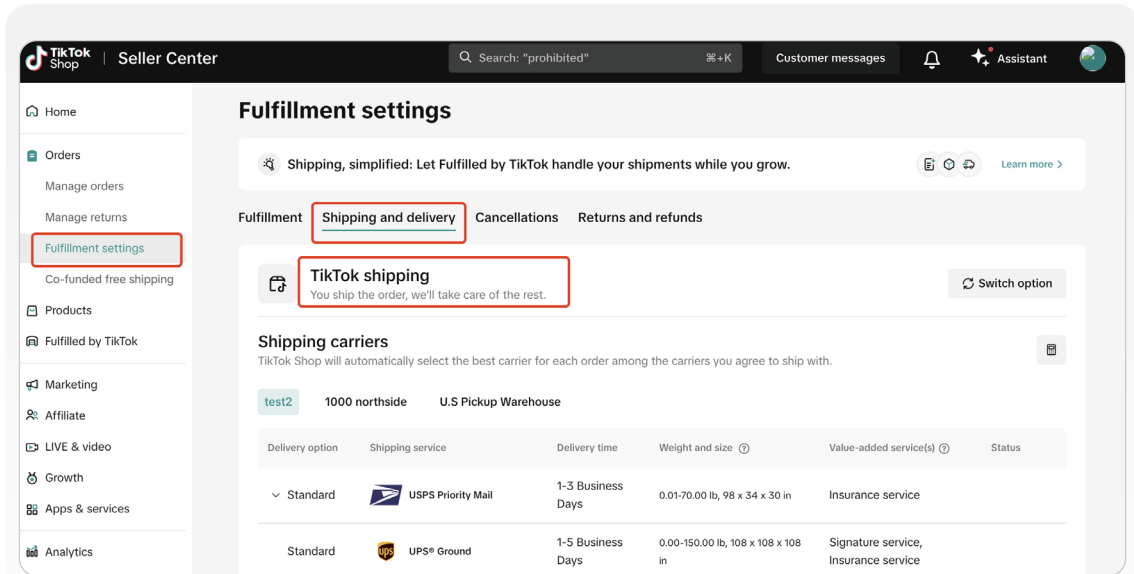 TikTok
Shop
Seller Center
Search: "prohibited"
⌘+K
Customer messages
Assistant
Home
Orders
Manage orders
Manage returns
Fulfillment settings
Co-funded free shipping
Products
Fulfilled by TikTok
Marketing
Affiliate
LIVE & video
Growth
Apps & services
Analytics
Fulfillment settings
Shipping, simplified: Let Fulfilled by TikTok handle your shipments while you grow.
Learn more >
Fulfillment
Shipping and delivery
Cancellations
Returns and refunds
TikTok shipping
You ship the order, we'll take care of the rest.
Switch option
Shipping carriers
TikTok Shop will automatically select the best carrier for each order among the carriers you agree to ship with.
test2
1000 northside
U.S Pickup Warehouse
Delivery option
Shipping service
Delivery time
Weight and size
Value-added service(s)
Status
Standard
USPS Priority Mail
1-3 Business
Days
0.01-70.00 lb, 98 x 34 x 30 in
Insurance service
Standard
ups
UPS® Ground
1-5 Business
Days
0.00-150.00 lb, 108 x 108 x 108
in
Signature service,
Insurance service